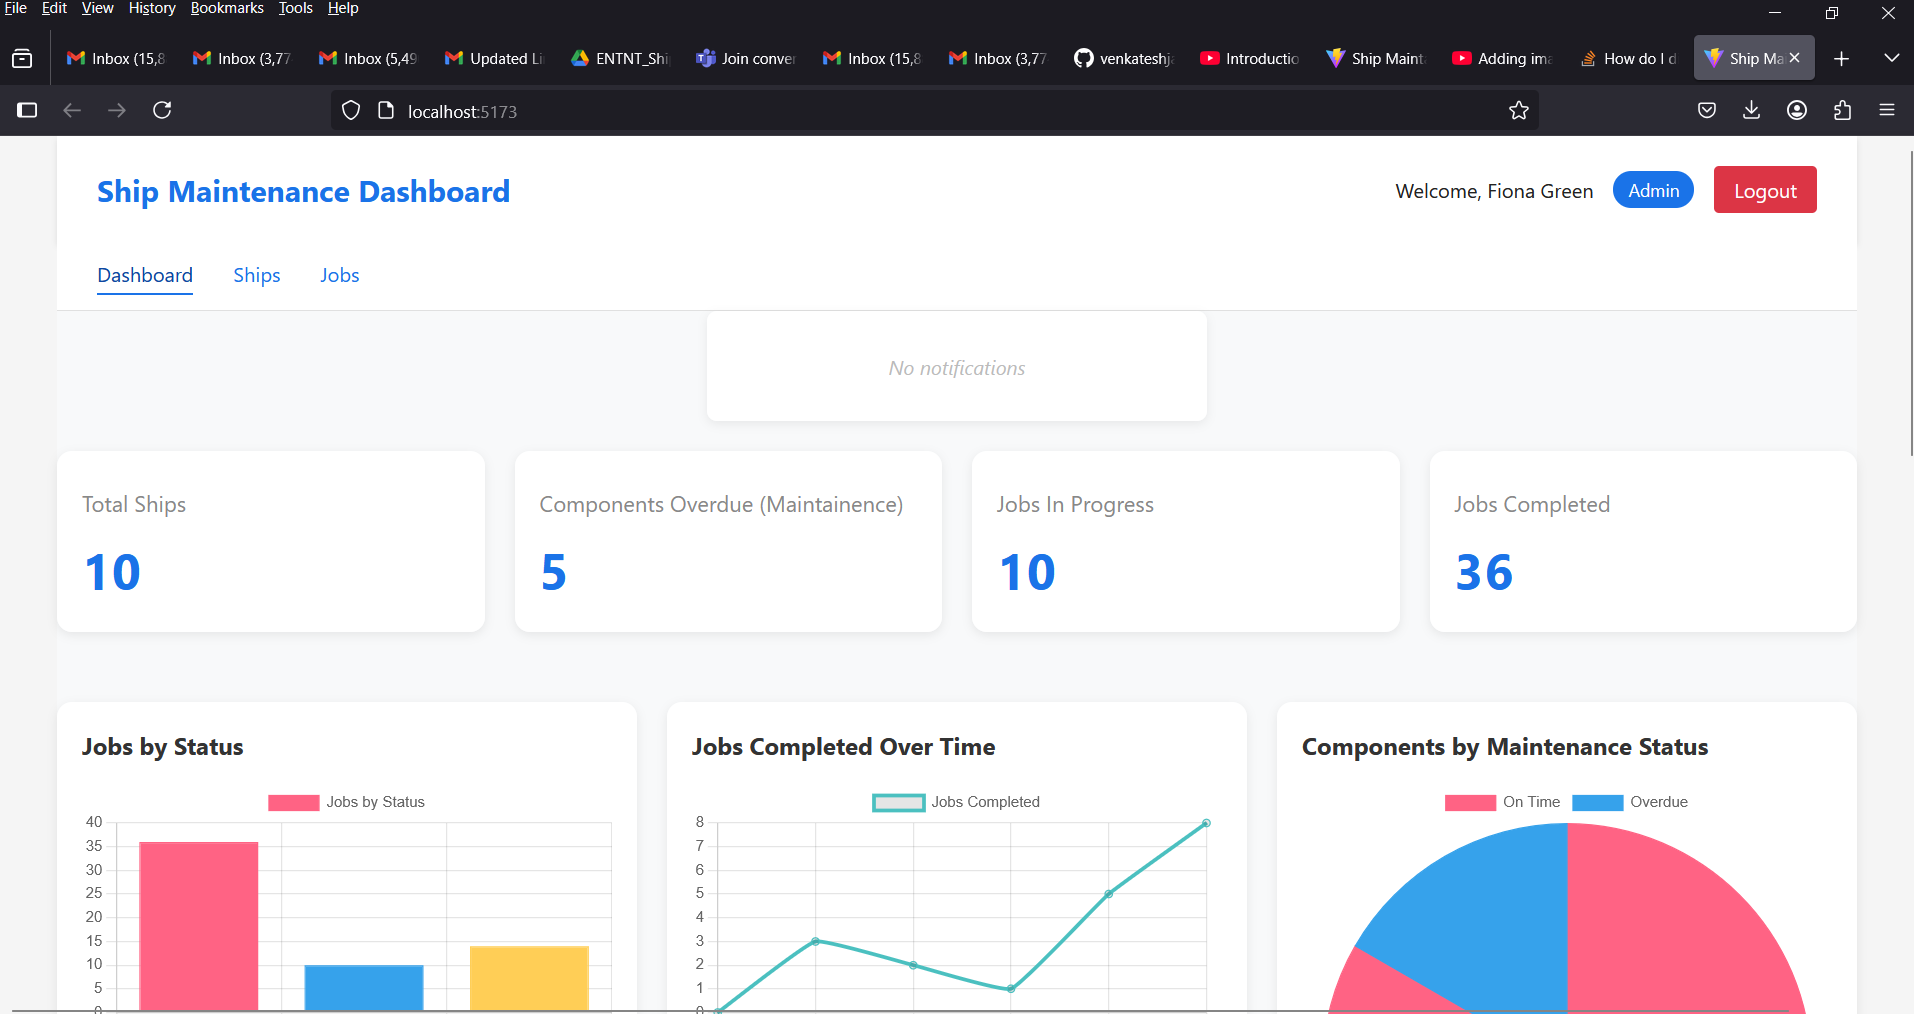 File Edit View History Bookmarks Tools Help
Inbox (15,8 Inbox (3,77 Inbox (5,49 Updated Li ENTNT_Shi Join conver Inbox (15,8 Inbox (3,77 venkateshja Introductio Ship Maint Adding ima How do I d Ship Ma
localhost:5173
Ship Maintenance Dashboard
Welcome, Fiona Green Admin Logout
Dashboard Ships Jobs
No notifications
Total Ships
10
Components Overdue (Maintainence)
5
Jobs In Progress
10
Jobs Completed
36
Jobs by Status
Jobs by Status
40
35
30
25
20
15
10
5
0
Jobs Completed Over Time
Jobs Completed
8
7
6
5
4
3
2
1
0
Components by Maintenance Status
On Time Overdue